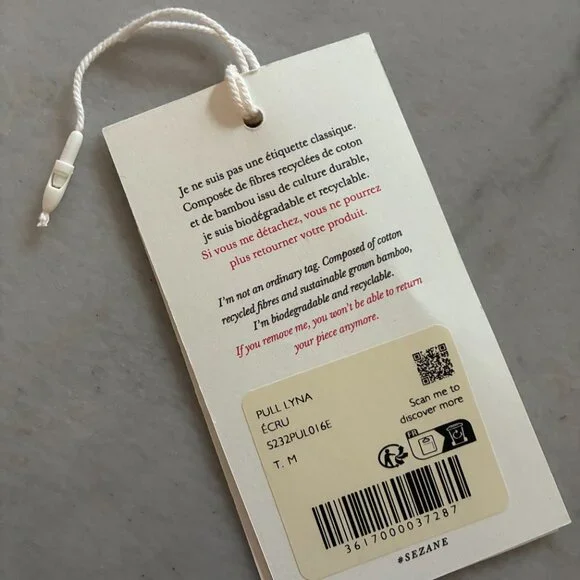 Je ne suis pas une étiquette classique.
Composée de fibres recyclées de coton
et de bambou issu de culture durable,
je suis biodégradable et recyclable.
Si vous me détachez, vous ne pourrez
plus retourner votre produit.
I'm not an ordinary tag. Composed of cotton
recycled fibres and sustainable grown bamboo,
I'm biodegradable and recyclable.
If you remove me, you won't be able to return
your piece anymore.
PULL LYNA
ÉCRU
S232PUL016E
T. M
Scan me to
discover more
FR
3617000037287
#SEZANE